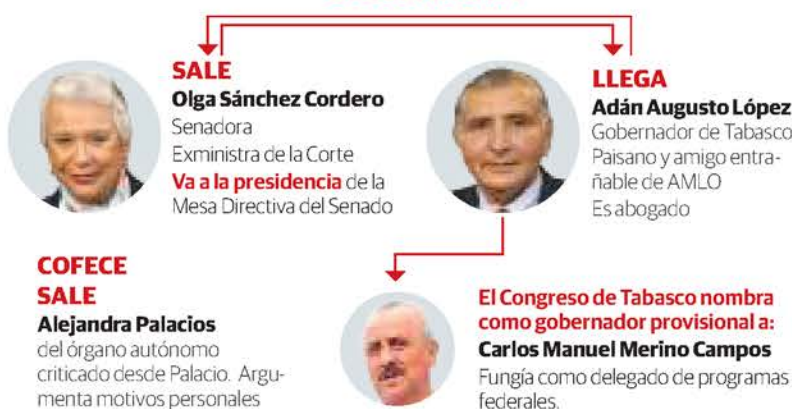 SALE
Olga Sánchez Cordero
Senadora
Exministra de la Corte
Va a la presidencia de la
Mesa Directiva del Senado
LLEGA
Adán Augusto López
Gobernador de Tabasco
Paisano y amigo entra-
ñable de AMLO
Es abogado
COFECE
SALE
Alejandra Palacios
del órgano autónomo
criticado desde Palacio. Argu-
menta motivos personales
El Congreso de Tabasco nombra
como gobernador provisional a:
Carlos Manuel Merino Campos
Fungía como delegado de programas
federales.